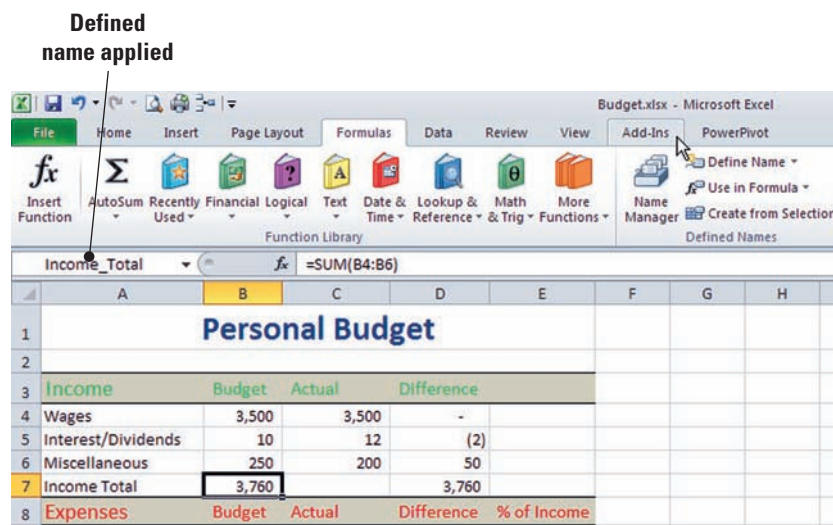 Defined
name applied
Budget.xlsx - Microsoft Excel
File Home Insert Page Layout Formulas Data Review View Add-Ins PowerPivot
fx Insert Function
Σ AutoSum
Recently Used
Financial
? Logical
A Text
Date & Time
Lookup & Reference
θ Math & Trig
More Functions
Name Manager
Define Name
fx Use in Formula
Create from Selection
Function Library
Defined Names
Income_Total fx =SUM(B4:B6)
A B C D E F G H
1 Personal Budget
2
3 Income Budget Actual Difference
4 Wages 3,500 3,500 -
5 Interest/Dividends 10 12 (2)
6 Miscellaneous 250 200 50
7 Income Total 3,760 3,760
8 Expenses Budget Actual Difference % of Income